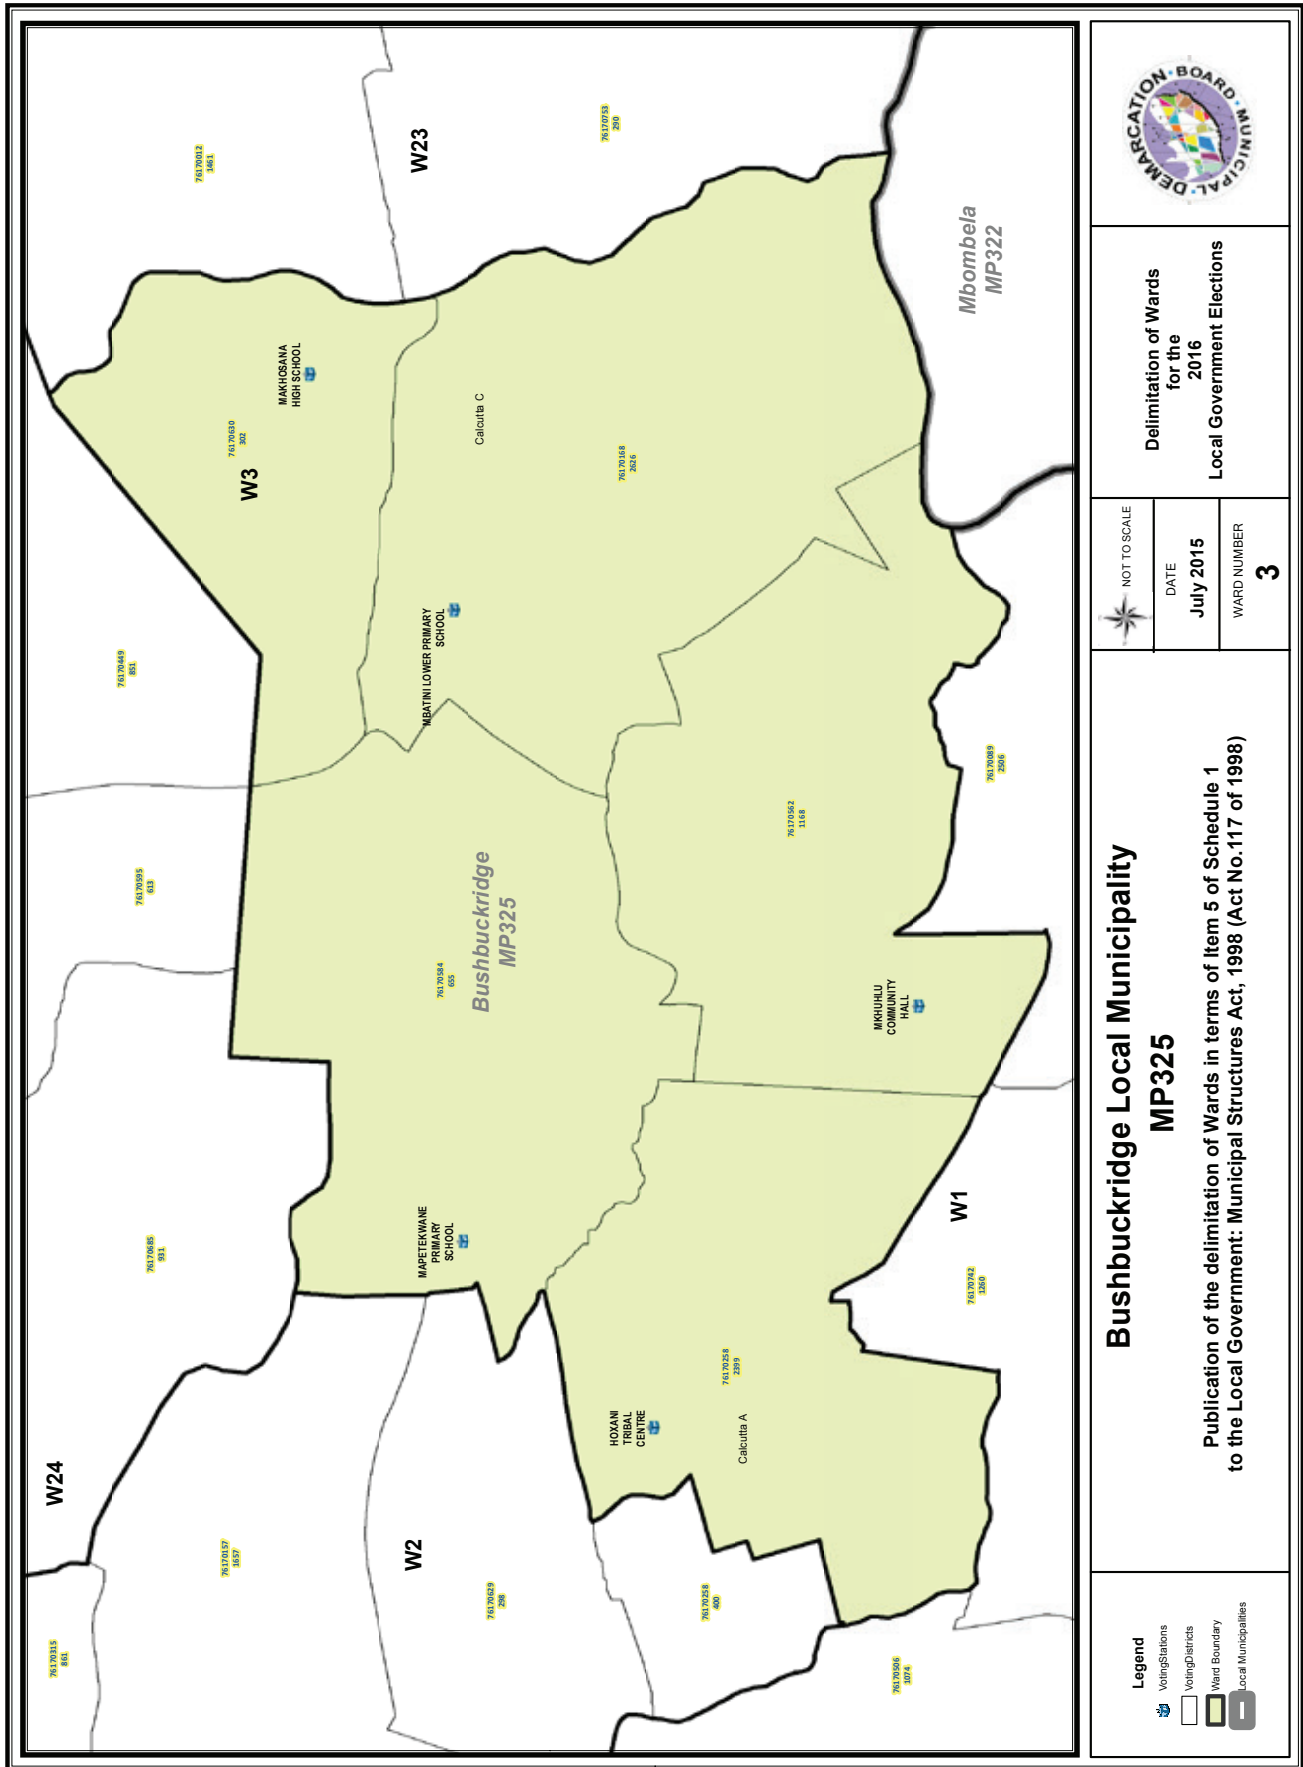 76170315
861
W24
76170685
931
76170595
613
76170449
851
76170012
1461
76170157
1657
W2
76170629
298
76170258
400
76170506
1074
MAPETEKWANE
PRIMARY
SCHOOL
76170584
655
Bushbuckridge
MP325
W3
76170630
302
MAKHOSANA
HIGH SCHOOL
MBATINI LOWER PRIMARY
SCHOOL
Calcutta C
76170168
2626
W23
76170753
290
HOXANI
TRIBAL
CENTRE
76170258
2399
Calcutta A
76170562
1168
MKHUHLU
COMMUNITY
HALL
W1
76170742
1260
76170089
2506
Mbombela
MP322
Legend
VotingStations
VotingDistricts
Ward Boundary
Local Municipalities
Bushbuckridge Local Municipality
MP325
Publication of the delimitation of Wards in terms of Item 5 of Schedule 1
to the Local Government: Municipal Structures Act, 1998 (Act No.117 of 1998)
NOT TO SCALE
DATE
July 2015
WARD NUMBER
3
Delimitation of Wards
for the
2016
Local Government Elections
MUNICIPAL · DEMARCATION · BOARD ·